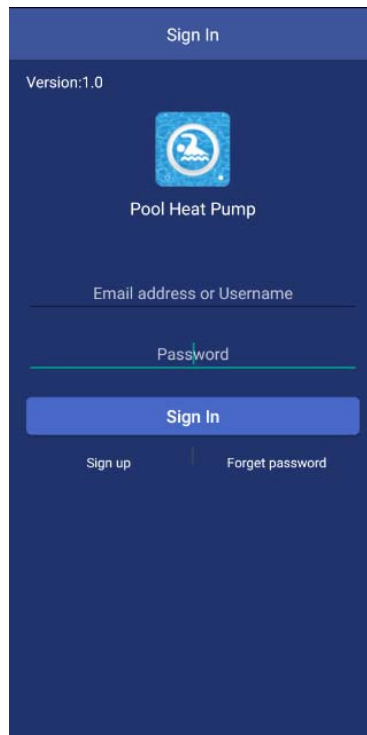 Sign In
Version:1.0
Pool Heat Pump
Email address or Username
Password
Sign In
Sign up
Forget password